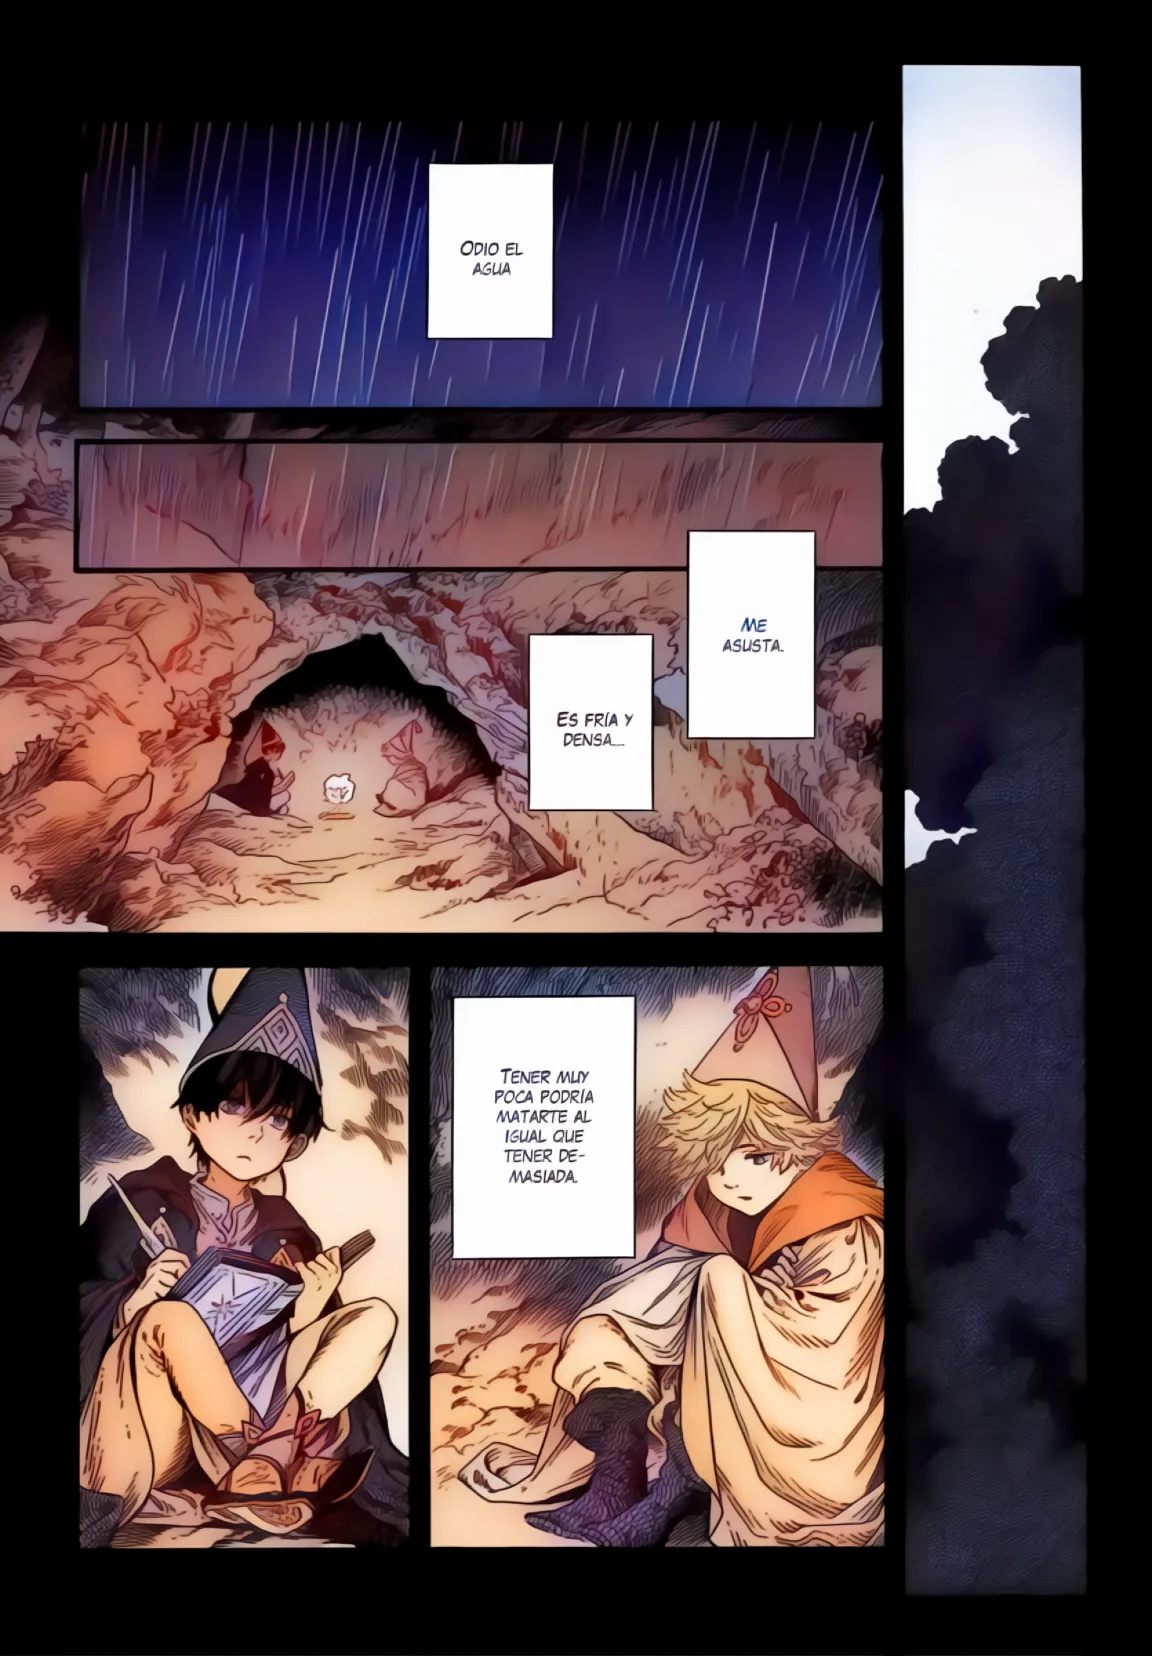 ODIO EL
AGUA
ME
ASUSTA.
ES FRÍA Y
DENSA...
TENER MUY
POCA PODRÍA
MATARTE AL
IGUAL QUE
TENER DE-
MASIADA.